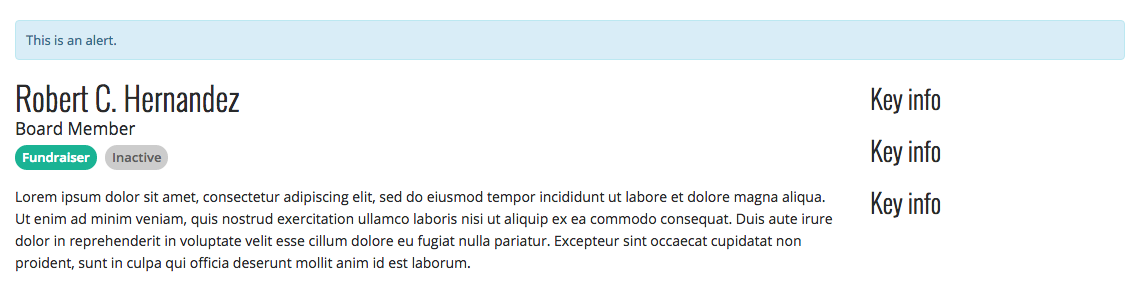 This is an alert.
Robert C. Hernandez
Board Member
Fundraiser Inactive
Lorem ipsum dolor sit amet, consectetur adipiscing elit, sed do eiusmod tempor incididunt ut labore et dolore magna aliqua.
Ut enim ad minim veniam, quis nostrud exercitation ullamco laboris nisi ut aliquip ex ea commodo consequat. Duis aute irure
dolor in reprehenderit in voluptate velit esse cillum dolore eu fugiat nulla pariatur. Excepteur sint occaecat cupidatat non
proident, sunt in culpa qui officia deserunt mollit anim id est laborum.
Key info
Key info
Key info